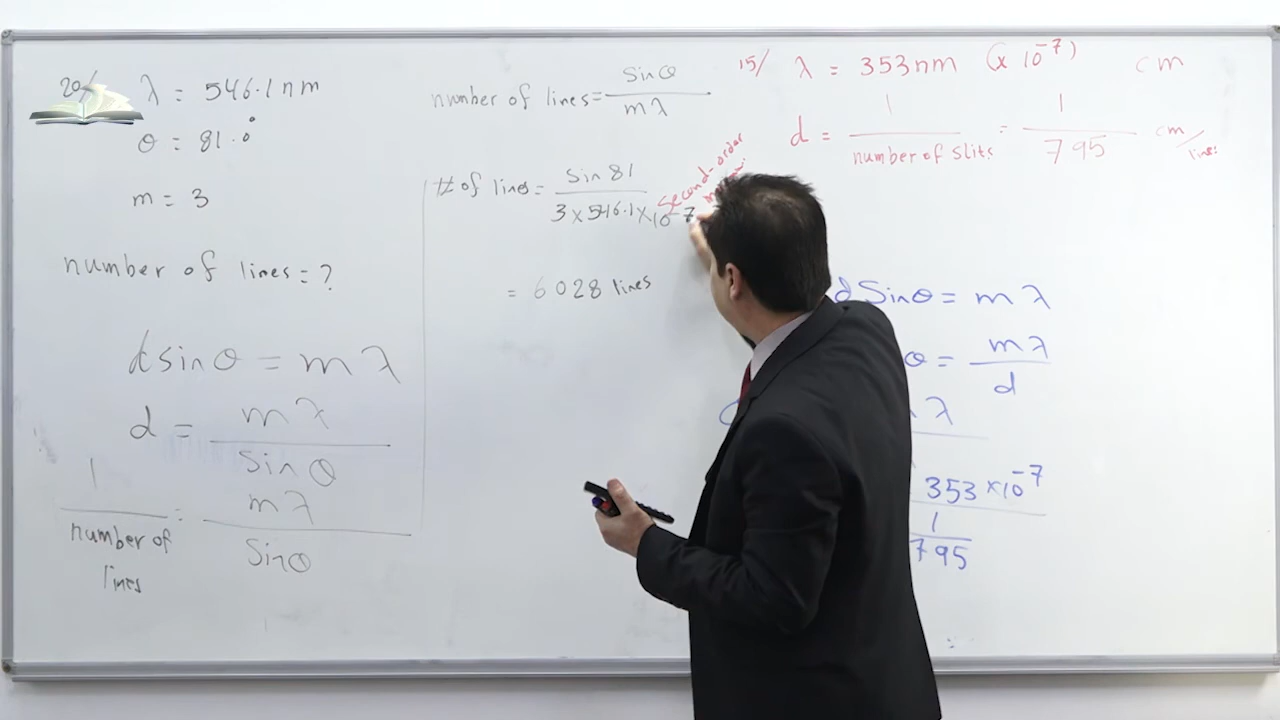 20/
λ = 546.1 nm
θ = 81.0°
m = 3
number of lines = ?
d sin θ = m λ
d = m λ / sin θ
1 / number of lines = m λ / sin θ
number of lines = sin θ / m λ
# of lines = sin 81 / 3 × 546.1 × 10⁻⁷
= 6028 lines
Second-order
15/ λ = 353 nm (× 10⁻⁷) cm
d = 1 / number of slits = 1 / 795 cm/line
d sin θ = m λ
θ = m λ / d
λ
353 × 10⁻⁷
1 / 795